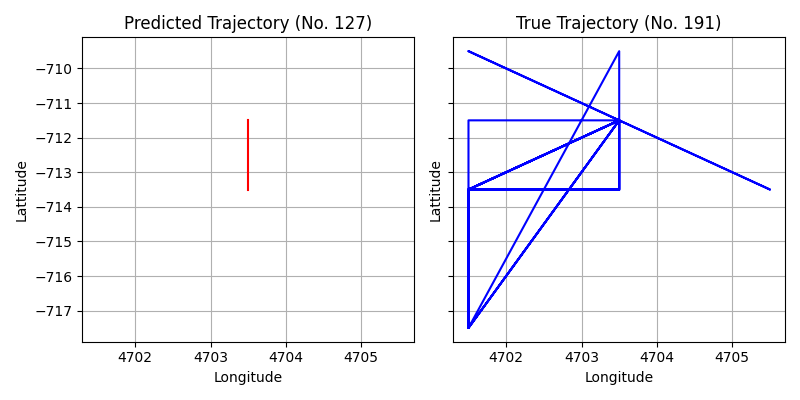 Predicted Trajectory (No. 127)
True Trajectory (No. 191)
−710
−711
−712
−713
−714
−715
−716
−717
Lattitude
Lattitude
4702
4703
4704
4705
4702
4703
4704
4705
Longitude
Longitude